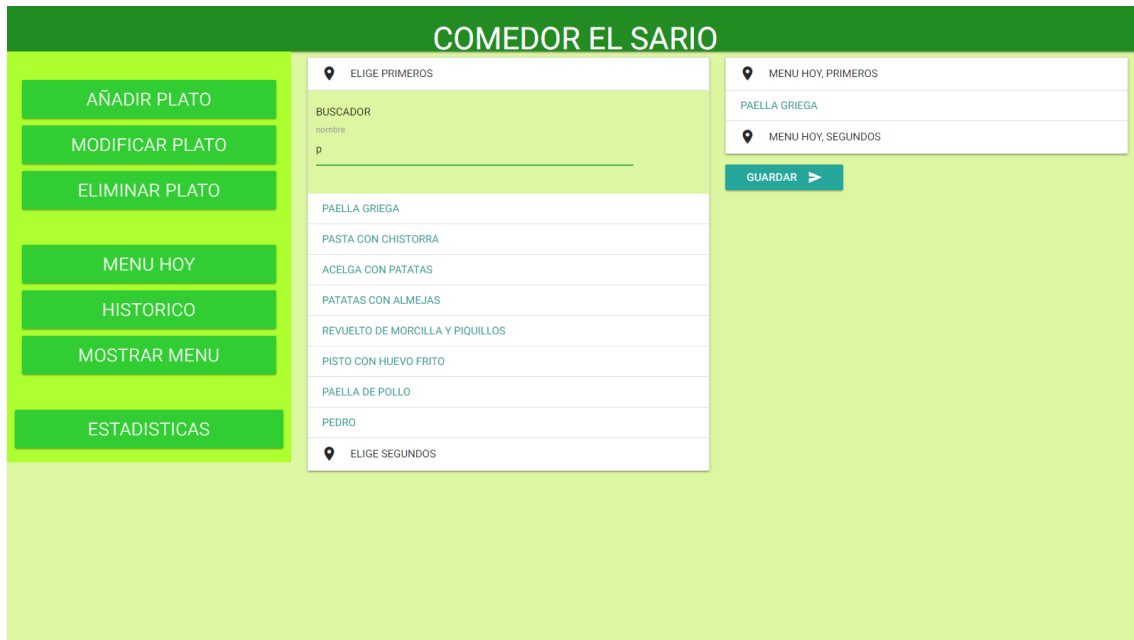 COMEDOR EL SARIO
AÑADIR PLATO
MODIFICAR PLATO
ELIMINAR PLATO
MENU HOY
HISTORICO
MOSTRAR MENU
ESTADISTICAS
ELIGE PRIMEROS
BUSCADOR
nombre
p
PAELLA GRIEGA
PASTA CON CHISTORRA
ACELGA CON PATATAS
PATATAS CON ALMEJAS
REVUELTO DE MORCILLA Y PIQUILLOS
PISTO CON HUEVO FRITO
PAELLA DE POLLO
PEDRO
ELIGE SEGUNDOS
MENU HOY, PRIMEROS
PAELLA GRIEGA
MENU HOY, SEGUNDOS
GUARDAR